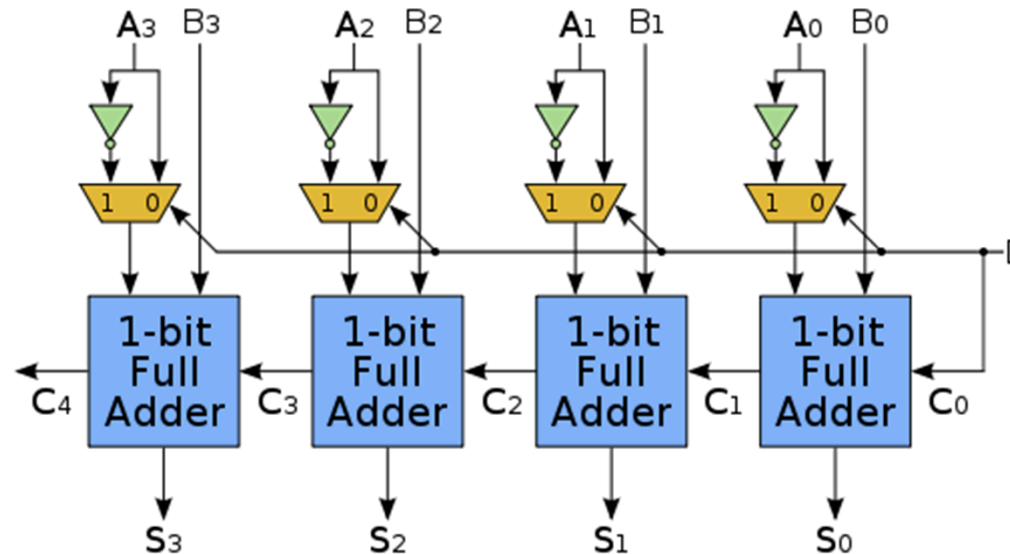 A3 B3 A2 B2 A1 B1 A0 B0
1 0 1 0 1 0 1 0
1-bit Full Adder 1-bit Full Adder 1-bit Full Adder 1-bit Full Adder
C4 C3 C2 C1 C0
S3 S2 S1 S0